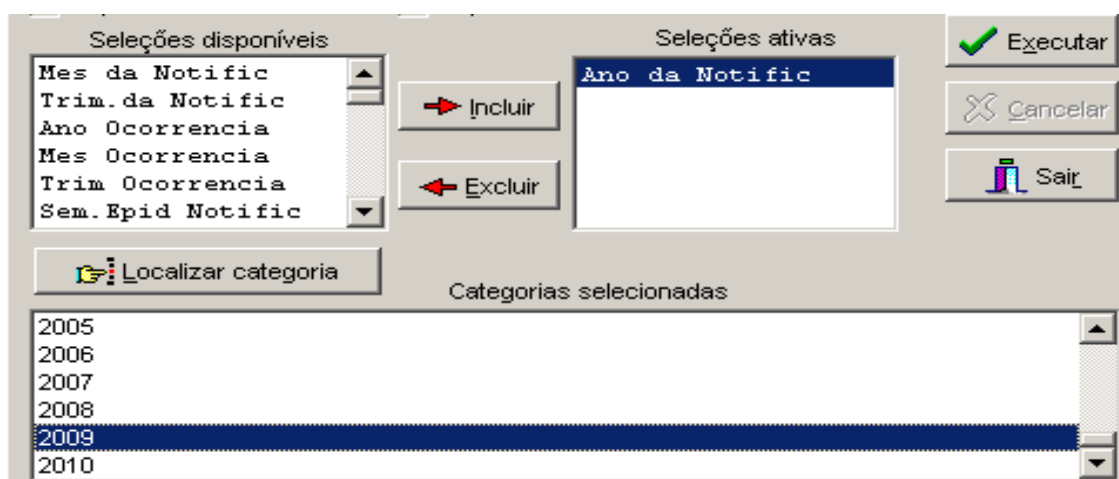 Seleções disponíveis
Mes da Notific
Trim.da Notific
Ano Ocorrencia
Mes Ocorrencia
Trim Ocorrencia
Sem.Epid Notific
Incluir
Excluir
Seleções ativas
Ano da Notific
Executar
Cancelar
Sair
Localizar categoria
Categorias selecionadas
2005
2006
2007
2008
2009
2010